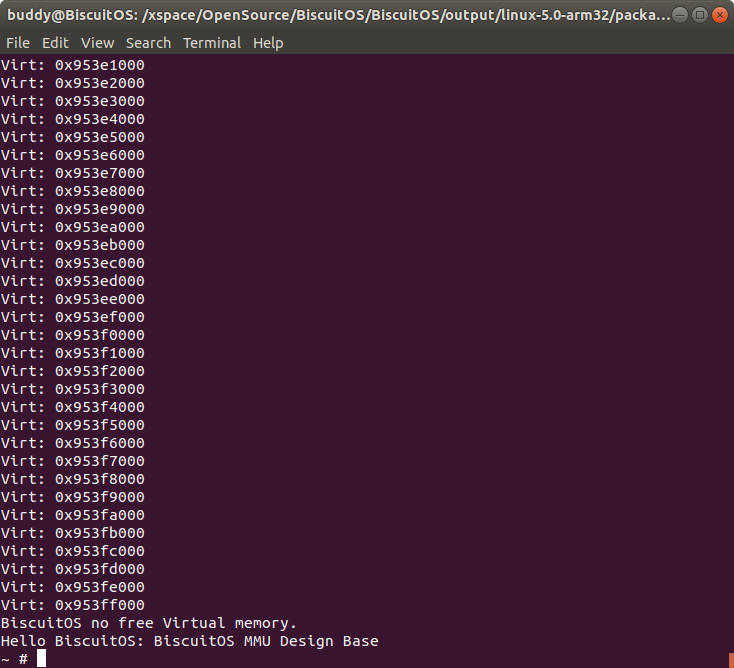 buddy@BiscuitOS: /xspace/OpenSource/BiscuitOS/BiscuitOS/output/linux-5.0-arm32/packa...
File Edit View Search Terminal Help
Virt: 0x953e1000
Virt: 0x953e2000
Virt: 0x953e3000
Virt: 0x953e4000
Virt: 0x953e5000
Virt: 0x953e6000
Virt: 0x953e7000
Virt: 0x953e8000
Virt: 0x953e9000
Virt: 0x953ea000
Virt: 0x953eb000
Virt: 0x953ec000
Virt: 0x953ed000
Virt: 0x953ee000
Virt: 0x953ef000
Virt: 0x953f0000
Virt: 0x953f1000
Virt: 0x953f2000
Virt: 0x953f3000
Virt: 0x953f4000
Virt: 0x953f5000
Virt: 0x953f6000
Virt: 0x953f7000
Virt: 0x953f8000
Virt: 0x953f9000
Virt: 0x953fa000
Virt: 0x953fb000
Virt: 0x953fc000
Virt: 0x953fd000
Virt: 0x953fe000
Virt: 0x953ff000
BiscuitOS no free Virtual memory.
Hello BiscuitOS: BiscuitOS MMU Design Base
~ #